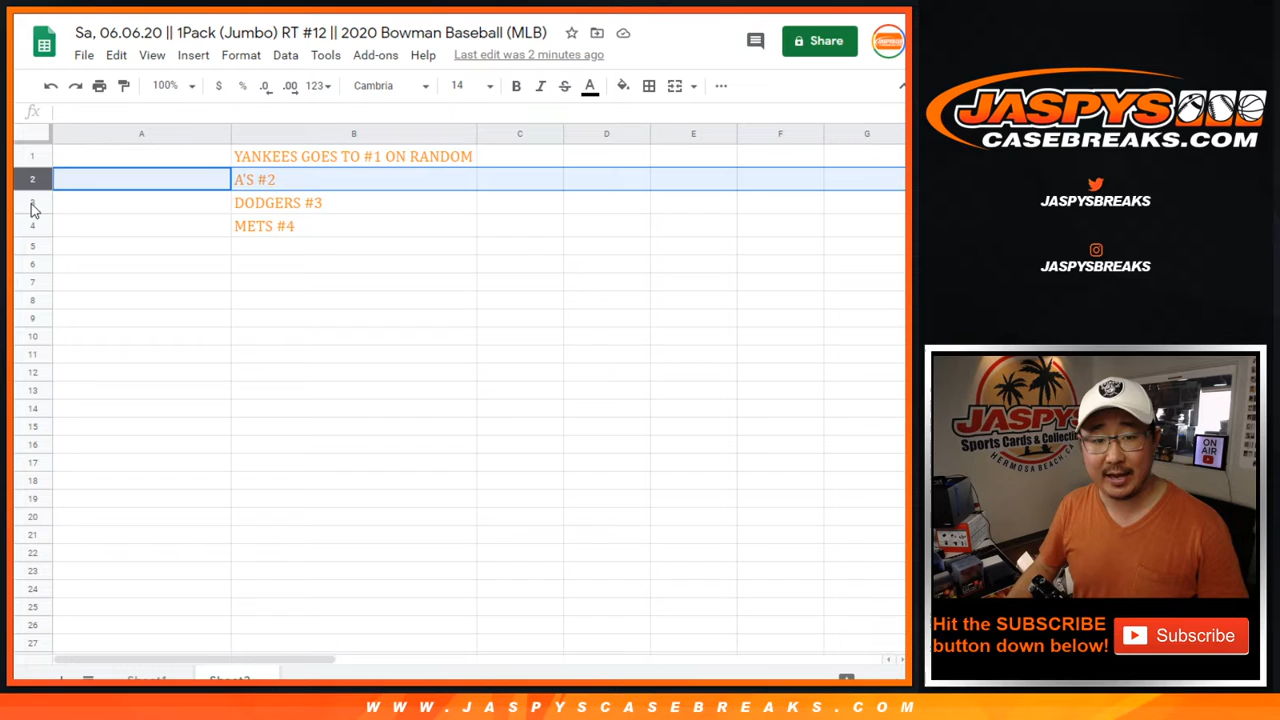 Sa, 06.06.20 || 1Pack (Jumbo) RT #12 || 2020 Bowman Baseball (MLB)
File Edit View Insert Format Data Tools Add-ons Help Last edit was 2 minutes ago
Share
100% $ % .0 .00 123 Cambria 14 B I S A
fx
A B C D E F G
1 YANKEES GOES TO #1 ON RANDOM
2 A'S #2
3 DODGERS #3
4 METS #4
5
6
7
8
9
10
11
12
13
14
15
16
17
18
19
20
21
22
23
24
25
26
27
JASPYS
CASEBREAKS.COM
JASPYSBREAKS
JASPYSBREAKS
JASPYS
Sports Cards & Collectib
HERMOSA BEACH, CA
ON
AIR
Hit the SUBSCRIBE
button down below!
Subscribe
WWW.JASPYSCASEBREAKS.COM